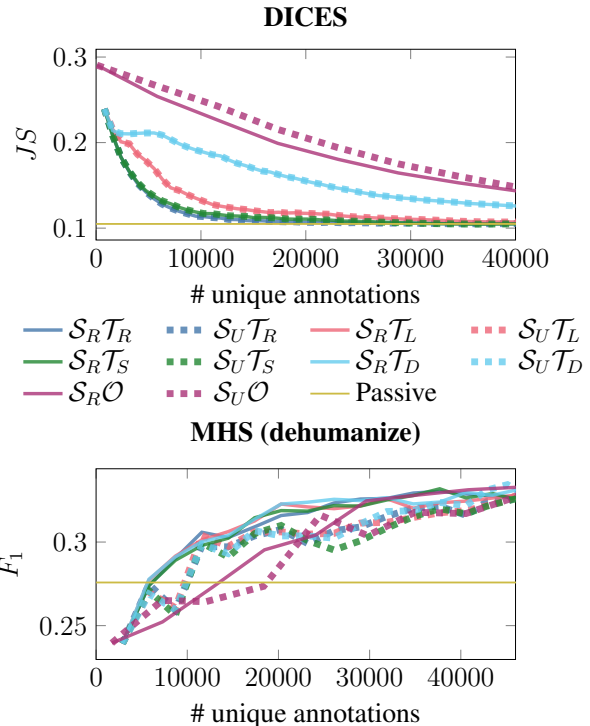 DICES
0.3
0.2
0.1
JS
0 10000 20000 30000 40000
# unique annotations
S_R T_R S_U T_R S_R T_L S_U T_L
S_R T_S S_U T_S S_R T_D S_U T_D
S_R O S_U O Passive
MHS (dehumanize)
0.3
0.25
F_1
0 10000 20000 30000 40000
# unique annotations